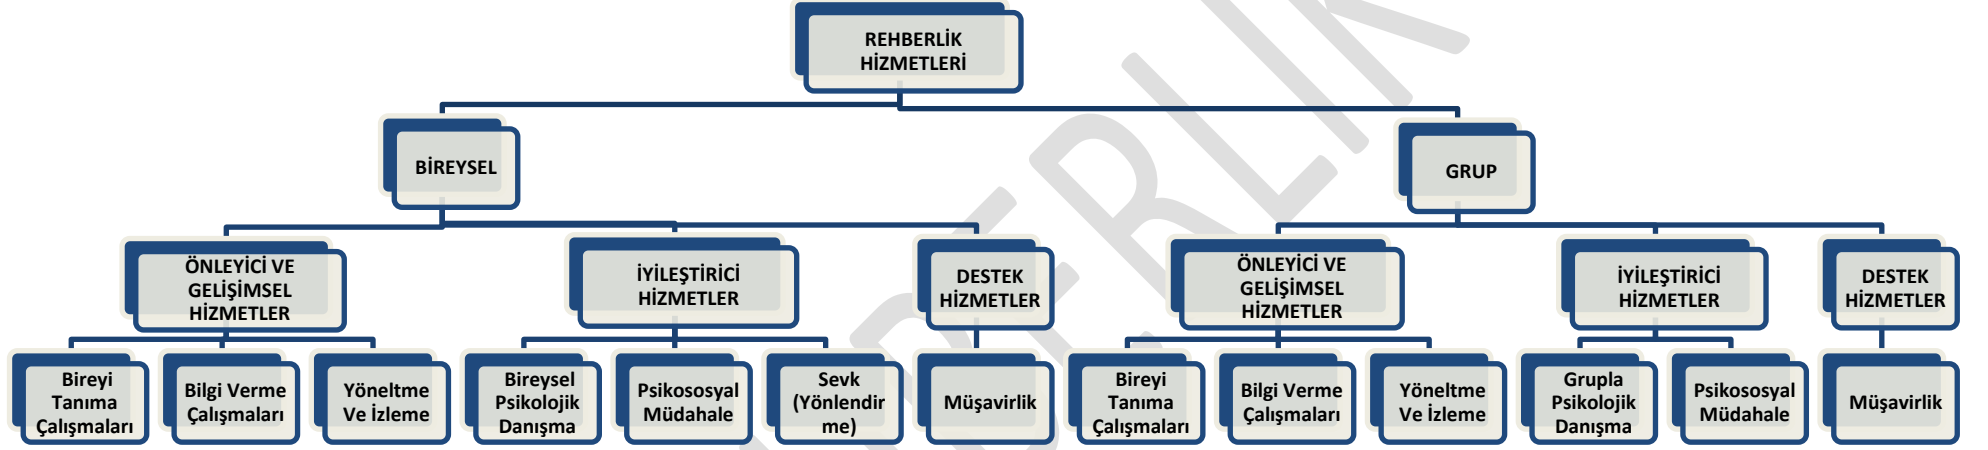 REHBERLİK
HİZMETLERİ
BİREYSEL
GRUP
ÖNLEYİCİ VE
GELİŞİMSEL
HİZMETLER
İYİLEŞTİRİCİ
HİZMETLER
DESTEK
HİZMETLER
ÖNLEYİCİ VE
GELİŞİMSEL
HİZMETLER
İYİLEŞTİRİCİ
HİZMETLER
DESTEK
HİZMETLER
Bireyi
Tanıma
Çalışmaları
Bilgi Verme
Çalışmaları
Yöneltme
Ve İzleme
Bireysel
Psikolojik
Danışma
Psikososyal
Müdahale
Sevk
(Yönlendir
me)
Müşavirlik
Bireyi
Tanıma
Çalışmaları
Bilgi Verme
Çalışmaları
Yöneltme
Ve İzleme
Grupla
Psikolojik
Danışma
Psikososyal
Müdahale
Müşavirlik